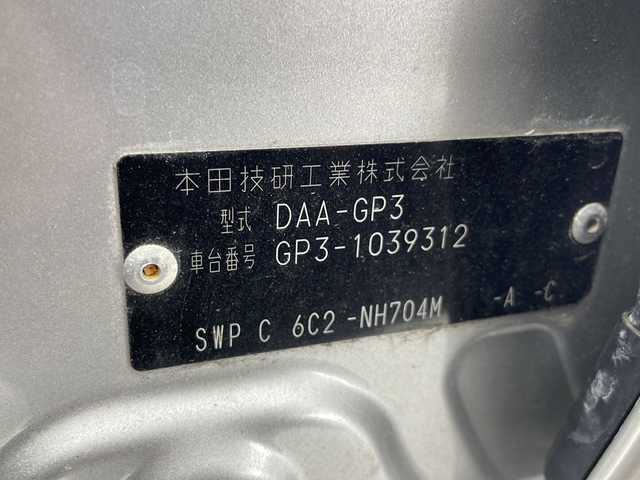 本田技研工業株式会社
型式 DAA-GP3
車台番号 GP3-1039312
SWP C 6C2 -NH704M -A -C